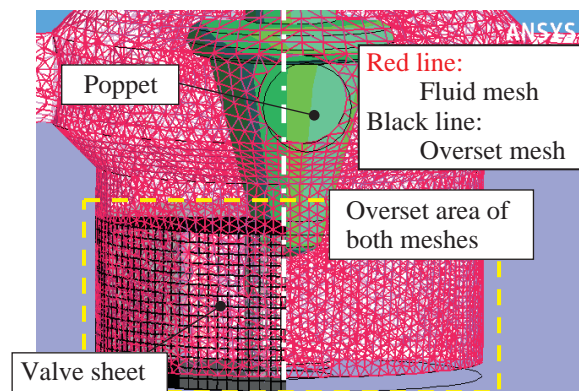 ANSYS
Poppet
Red line:
Fluid mesh
Black line:
Overset mesh
Overset area of
both meshes
Valve sheet